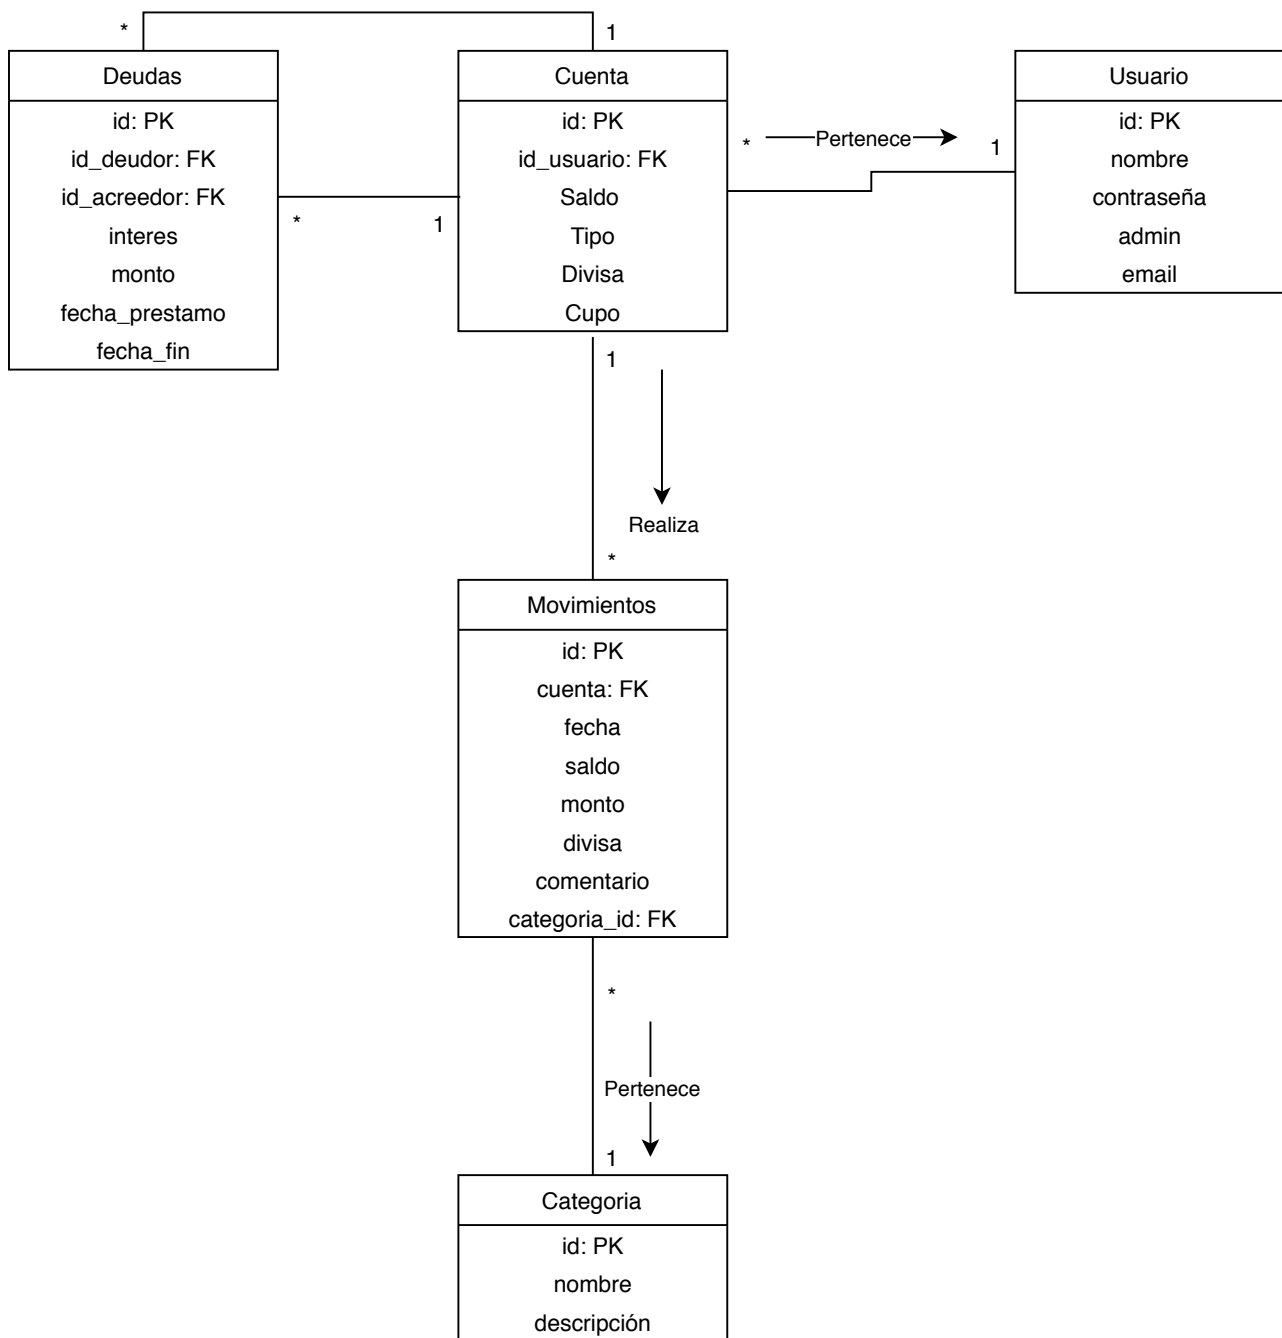 *
1
Deudas
id: PK
id_deudor: FK
id_acreedor: FK
interes
monto
fecha_prestamo
fecha_fin
*
1
Cuenta
id: PK
id_usuario: FK
Saldo
Tipo
Divisa
Cupo
*
Pertenece
1
Usuario
id: PK
nombre
contraseña
admin
email
1
Realiza
*
Movimientos
id: PK
cuenta: FK
fecha
saldo
monto
divisa
comentario
categoria_id: FK
*
Pertenece
1
Categoria
id: PK
nombre
descripción